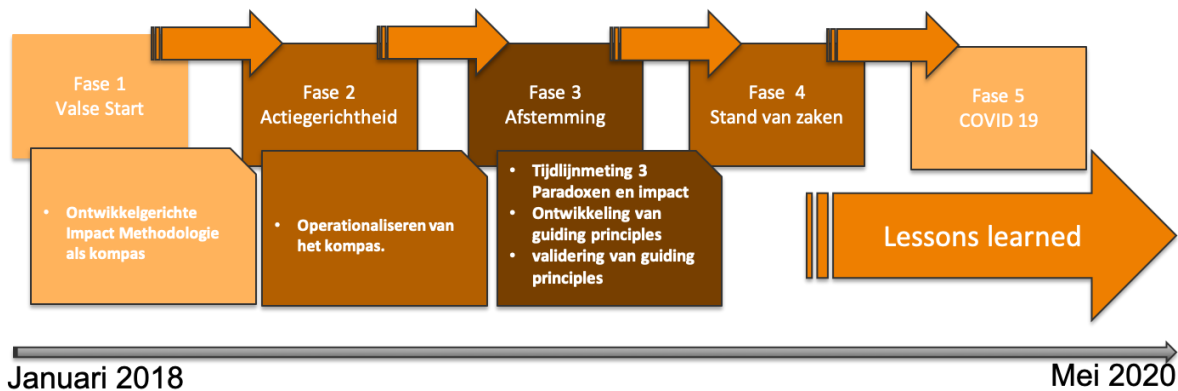 Fase 1
Valse Start
Fase 2
Actiegerichtheid
Fase 3
Afstemming
Fase 4
Stand van zaken
Fase 5
COVID 19
• Ontwikkelgerichte
Impact Methodologie
als kompas
• Operationaliseren van
het kompas.
• Tijdlijnmeting 3
Paradoxen en impact
• Ontwikkeling van
guiding principles
• validering van guiding
principles
Lessons learned
Januari 2018
Mei 2020